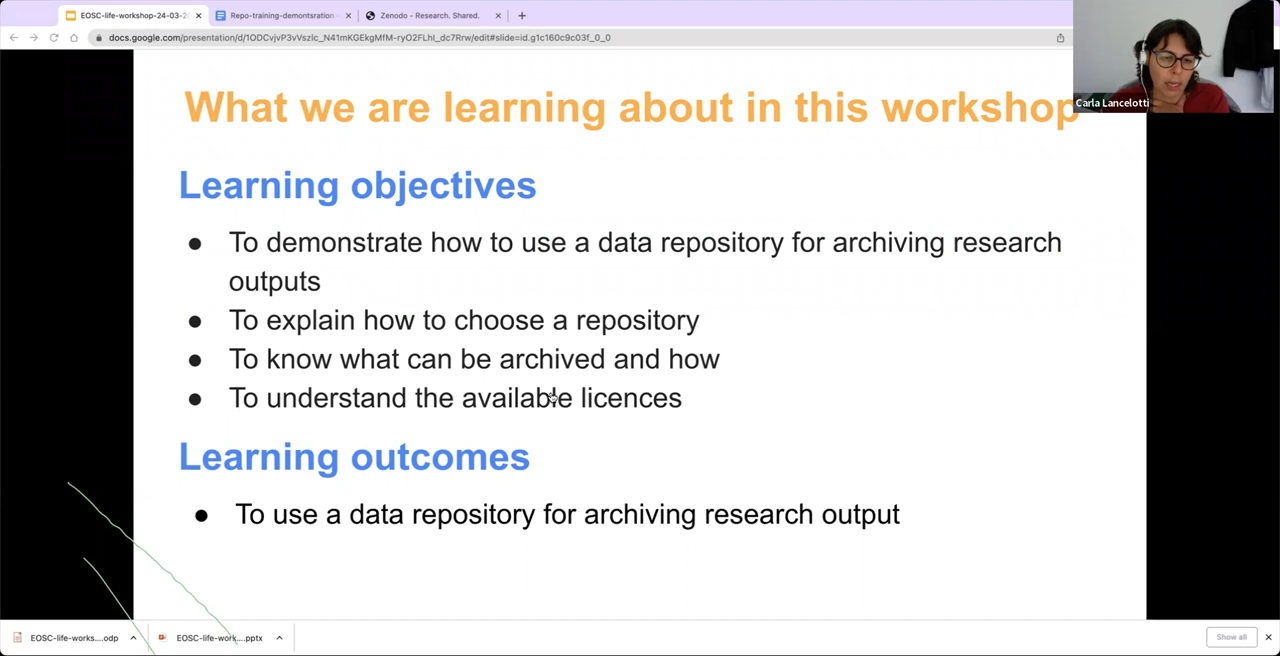 EOSC-life-workshop-24-03-2
Repo-training-demontsration
Zenodo - Research. Shared.
docs.google.com/presentation/d/1ODCvjvP3vVszlc_N41mKGEkgMfM-ryO2FLhl_dc7Rrw/edit#slide=id.g1c160c9c03f_0_0
Carla Lancelotti
What we are learning about in this workshop
Learning objectives
● To demonstrate how to use a data repository for archiving research
outputs
● To explain how to choose a repository
● To know what can be archived and how
● To understand the available licences
Learning outcomes
● To use a data repository for archiving research output
EOSC-life-works....odp
EOSC-life-work....pptx
Show all